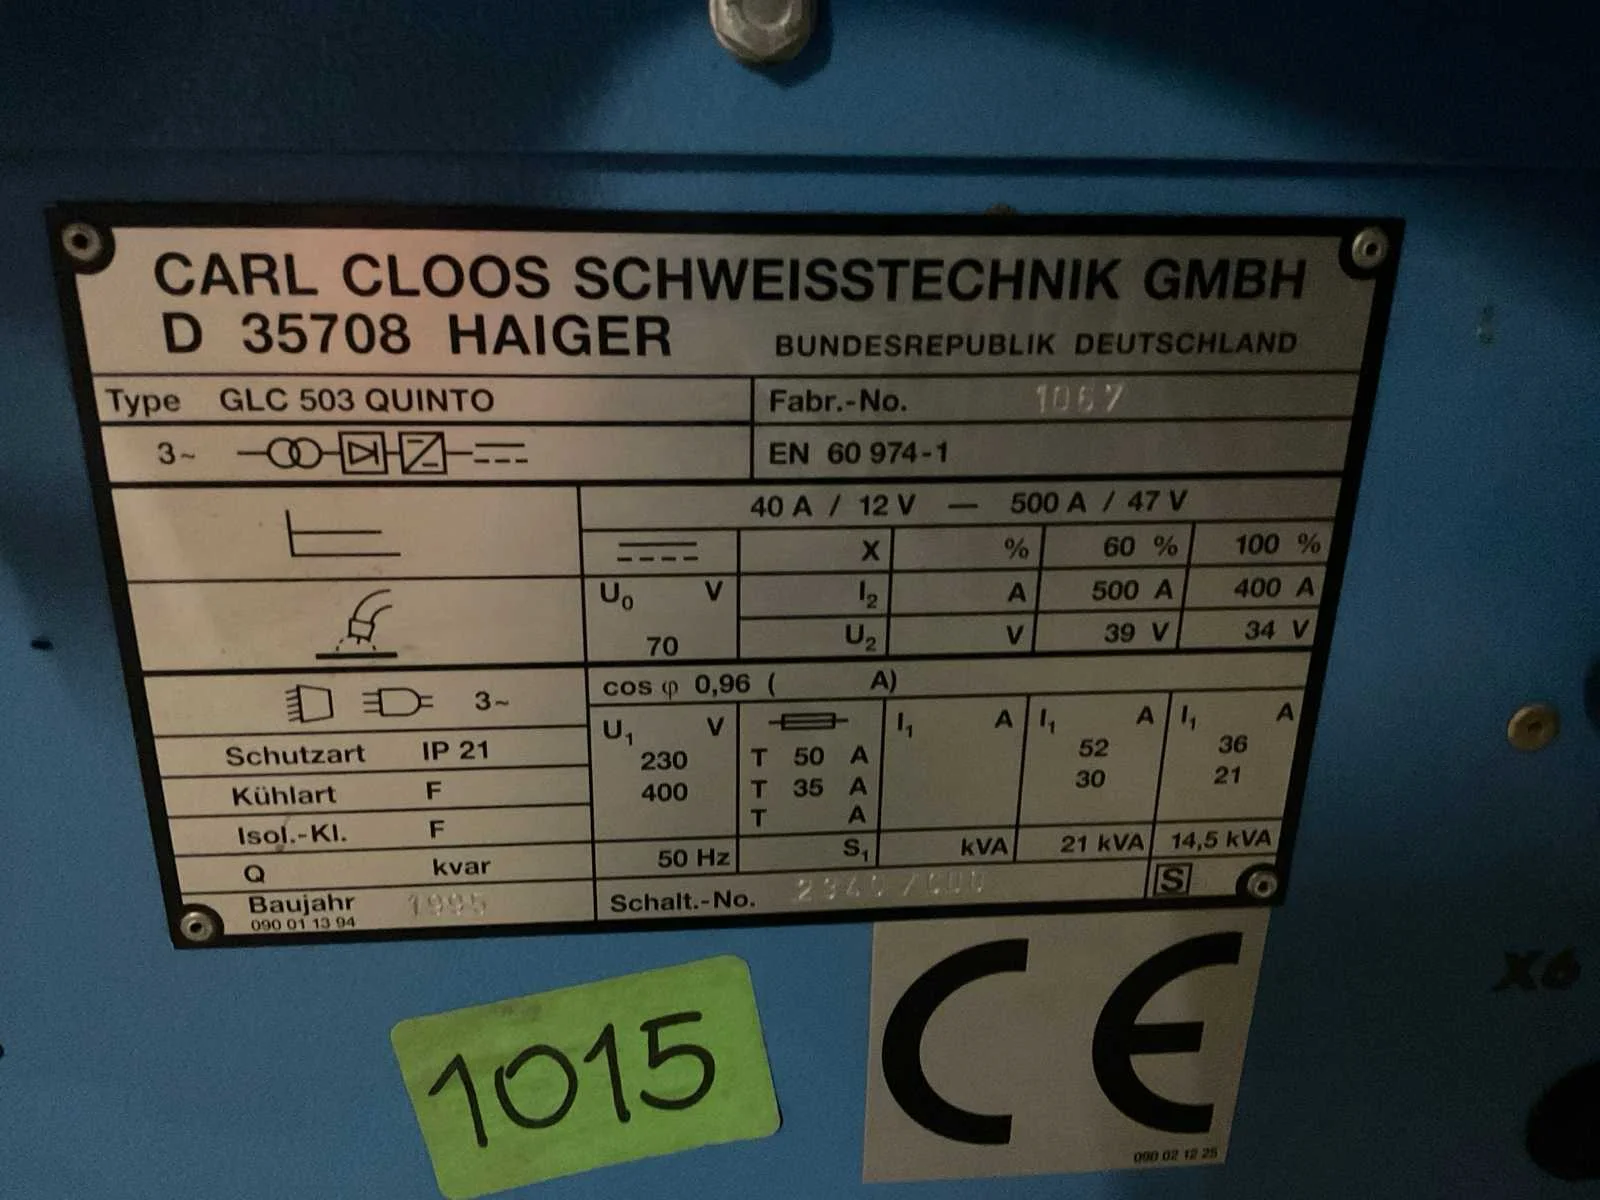 CARL CLOOS SCHWEISSTECHNIK GMBH
D 35708 HAIGER BUNDESREPUBLIK DEUTSCHLAND
Type GLC 503 QUINTO Fabr.-No. 1067
3~ EN 60 974-1
40 A / 12 V — 500 A / 47 V
X % 60 % 100 %
U₀ V I₂ A 500 A 400 A
70 U₂ V 39 V 34 V
3~ cos φ 0,96 ( A)
U₁ V I₁ A I₁ A I₁ A
Schutzart IP 21 230 T 50 A 52 36
Kühlart F 400 T 35 A 30 21
Isol.-Kl. F T A
Q kvar 50 Hz S₁ kVA 21 kVA 14,5 kVA
Baujahr 1995 Schalt.-No. S
090 01 13 94
1015
CE
090 02 12 25
X6